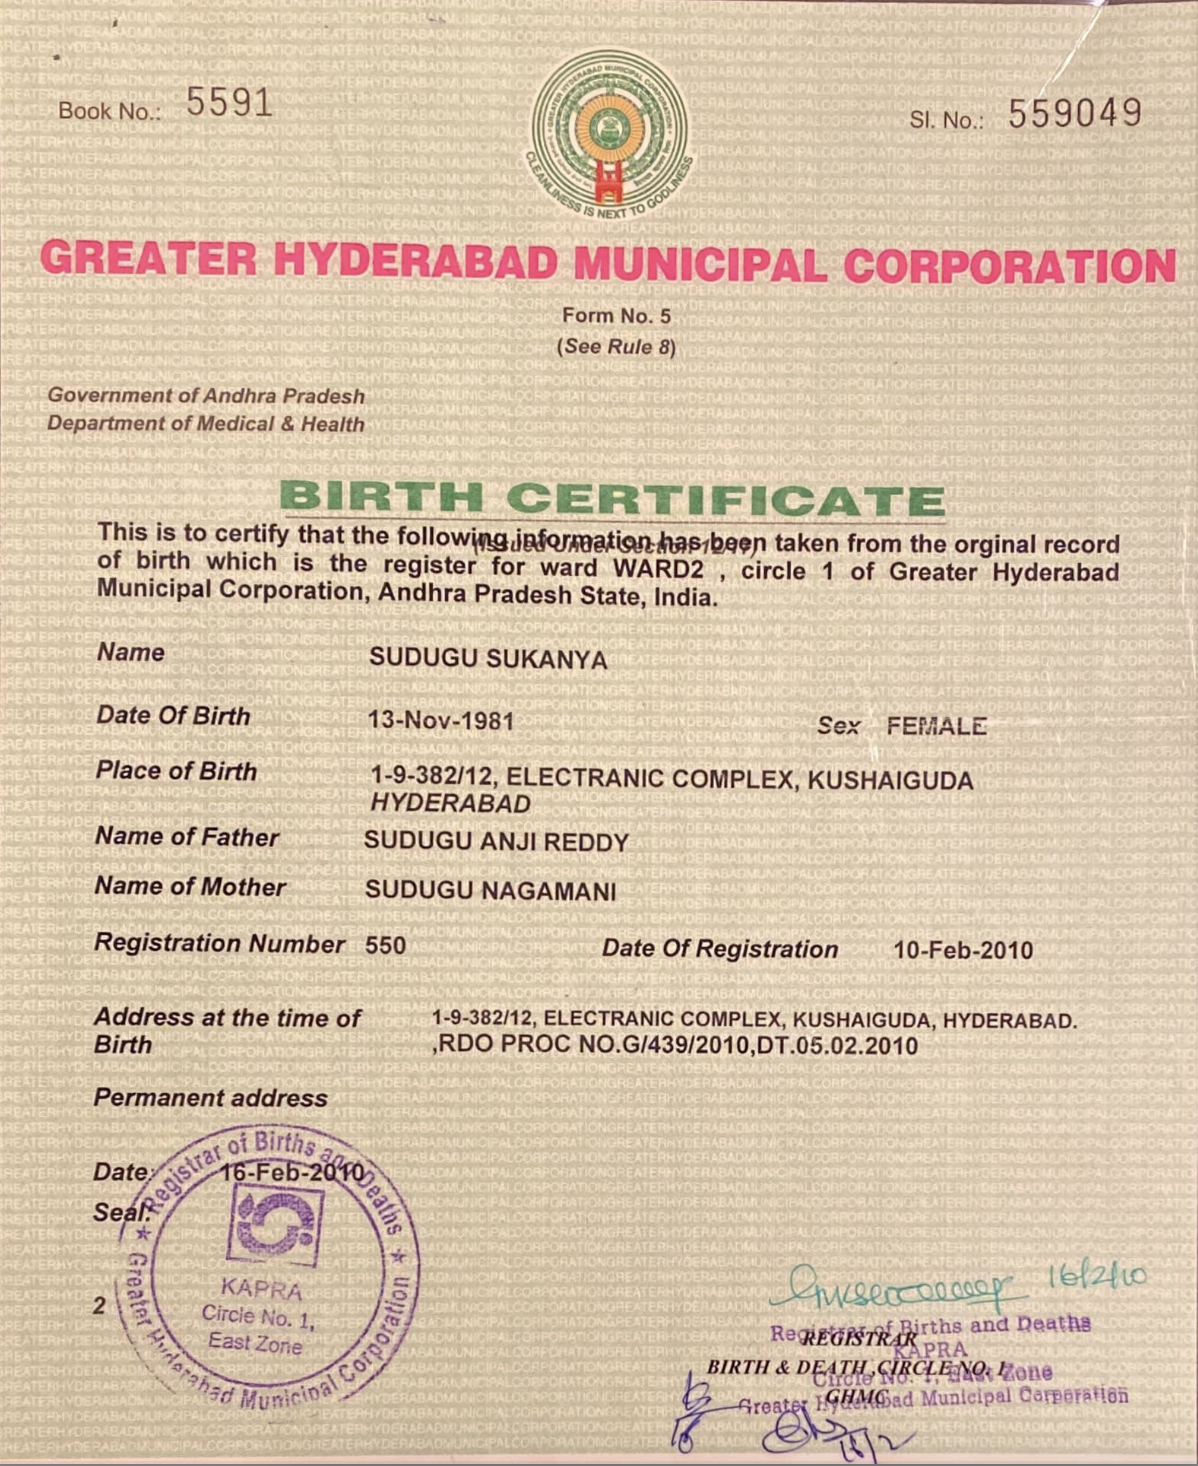 Book No.: 5591
Sl. No.: 559049
GREATER HYDERABAD MUNICIPAL CORPORATION
CLEANLINESS IS NEXT TO GODLINESS
GREATER HYDERABAD MUNICIPAL CORPORATION
Form No. 5
(See Rule 8)
Government of Andhra Pradesh
Department of Medical & Health
BIRTH CERTIFICATE
(Issued Under Section 12/17)
This is to certify that the following information has been taken from the orginal record
of birth which is the register for ward WARD2 , circle 1 of Greater Hyderabad
Municipal Corporation, Andhra Pradesh State, India.
Name SUDUGU SUKANYA
Date Of Birth 13-Nov-1981 Sex FEMALE
Place of Birth 1-9-382/12, ELECTRANIC COMPLEX, KUSHAIGUDA
HYDERABAD
Name of Father SUDUGU ANJI REDDY
Name of Mother SUDUGU NAGAMANI
Registration Number 550 Date Of Registration 10-Feb-2010
Address at the time of 1-9-382/12, ELECTRANIC COMPLEX, KUSHAIGUDA, HYDERABAD.
Birth ,RDO PROC NO.G/439/2010,DT.05.02.2010
Permanent address
Date: 16-Feb-2010
Seal:
2
Registrar of Births and Deaths
KAPRA
Circle No. 1,
East Zone
Greater Hyderabad Municipal Corporation
16/2/10
Registrar of Births and Deaths
REGISTRAR
KAPRA
BIRTH & DEATH ,CIRCLE NO. 1
Circle No. 1, East Zone
GHMC
Greater Hyderabad Municipal Corporation
16/2